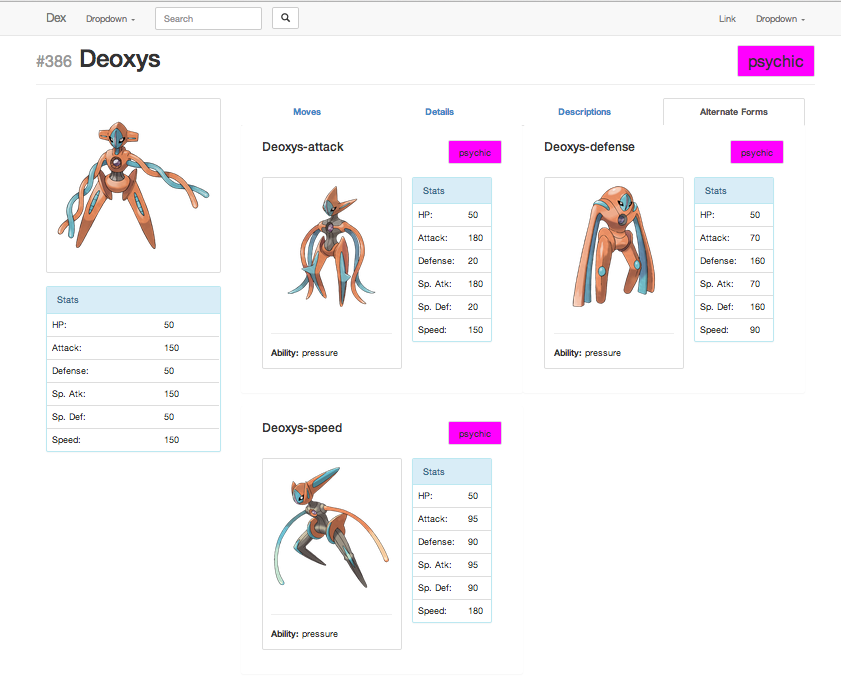 Dex Dropdown Search Link Dropdown
#386 Deoxys psychic
Moves Details Descriptions Alternate Forms
Stats
HP: 50
Attack: 150
Defense: 50
Sp. Atk: 150
Sp. Def: 50
Speed: 150
Deoxys-attack psychic
Stats
HP: 50
Attack: 180
Defense: 20
Sp. Atk: 180
Sp. Def: 20
Speed: 150
Ability: pressure
Deoxys-defense psychic
Stats
HP: 50
Attack: 70
Defense: 160
Sp. Atk: 70
Sp. Def: 160
Speed: 90
Ability: pressure
Deoxys-speed psychic
Stats
HP: 50
Attack: 95
Defense: 90
Sp. Atk: 95
Sp. Def: 90
Speed: 180
Ability: pressure